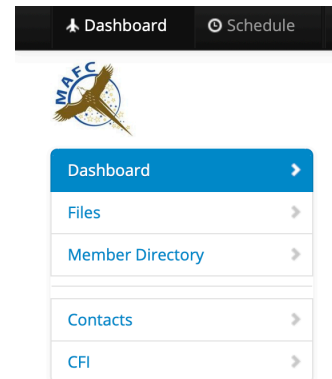 Dashboard
Schedule
MAFC
Dashboard
Files
Member Directory
Contacts
CFI